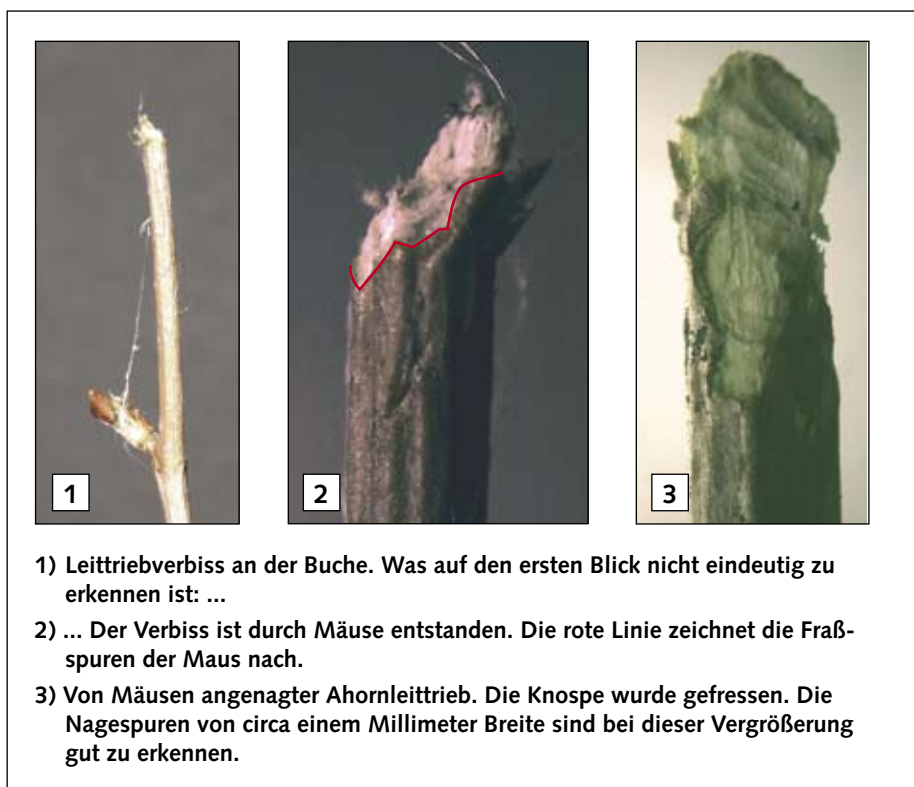 1
2
3
1) Leittriebverbiss an der Buche. Was auf den ersten Blick nicht eindeutig zu
erkennen ist: ...
2) ... Der Verbiss ist durch Mäuse entstanden. Die rote Linie zeichnet die Fraß-
spuren der Maus nach.
3) Von Mäusen angenagter Ahornleittrieb. Die Knospe wurde gefressen. Die
Nagespuren von circa einem Millimeter Breite sind bei dieser Vergrößerung
gut zu erkennen.